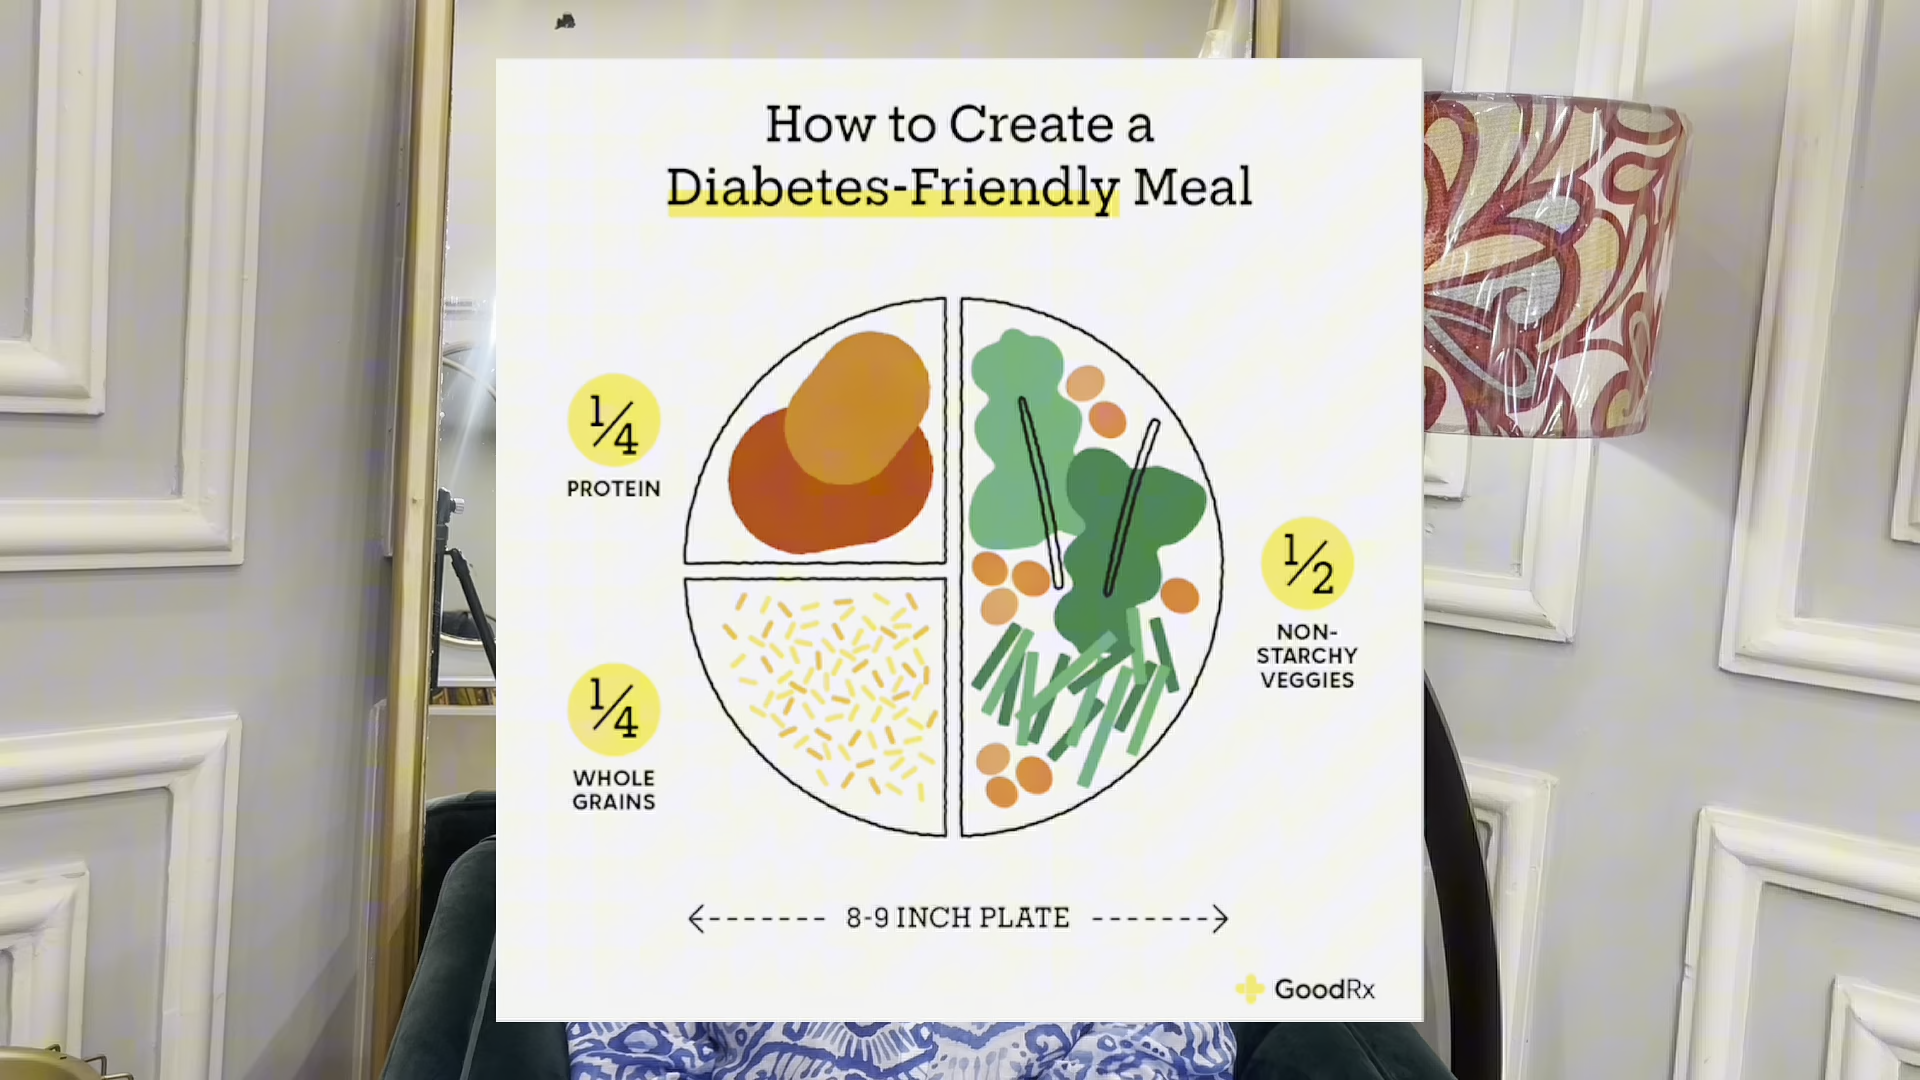 How to Create a
Diabetes-Friendly Meal
1/4
PROTEIN
1/4
WHOLE
GRAINS
1/2
NON-
STARCHY
VEGGIES
8-9 INCH PLATE
GoodRx